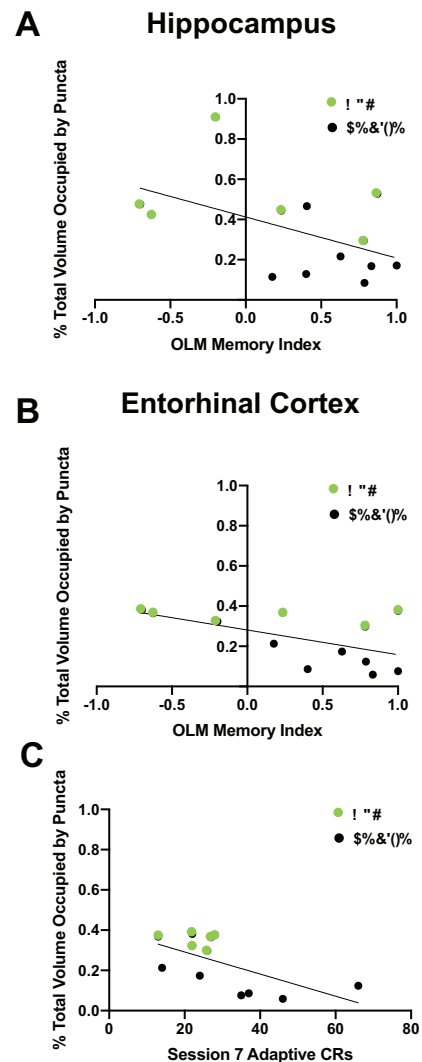 A
Hippocampus
% Total Volume Occupied by Puncta
1.0
0.8
0.6
0.4
0.2
-1.0 -0.5 0.0 0.5 1.0
OLM Memory Index
! "#
$%&'()%
B
Entorhinal Cortex
% Total Volume Occupied by Puncta
1.0
0.8
0.6
0.4
0.2
-1.0 -0.5 0.0 0.5 1.0
OLM Memory Index
! "#
$%&'()%
C
% Total Volume Occupied by Puncta
1.0
0.8
0.6
0.4
0.2
0.0
0 20 40 60 80
Session 7 Adaptive CRs
! "#
$%&'()%